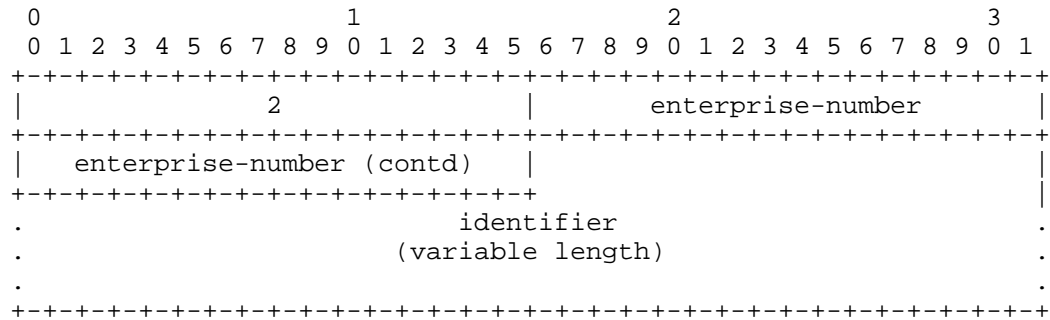 0                   1                   2                   3
 0 1 2 3 4 5 6 7 8 9 0 1 2 3 4 5 6 7 8 9 0 1 2 3 4 5 6 7 8 9 0 1
+-+-+-+-+-+-+-+-+-+-+-+-+-+-+-+-+-+-+-+-+-+-+-+-+-+-+-+-+-+-+-+-+
|               2               |       enterprise-number       |
+-+-+-+-+-+-+-+-+-+-+-+-+-+-+-+-+-+-+-+-+-+-+-+-+-+-+-+-+-+-+-+-+
|   enterprise-number (contd)   |                               |
+-+-+-+-+-+-+-+-+-+-+-+-+-+-+-+-+                               |
.                           identifier                          .
.                       (variable length)                       .
.                                                               .
+-+-+-+-+-+-+-+-+-+-+-+-+-+-+-+-+-+-+-+-+-+-+-+-+-+-+-+-+-+-+-+-+